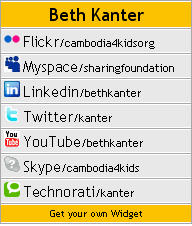 Beth Kanter
Flickr/cambodia4kidsorg
Myspace/sharingfoundation
Linkedin/bethkanter
Twitter/kanter
YouTube/bethkanter
Skype/cambodia4kids
Technorati/kanter
Get your own Widget